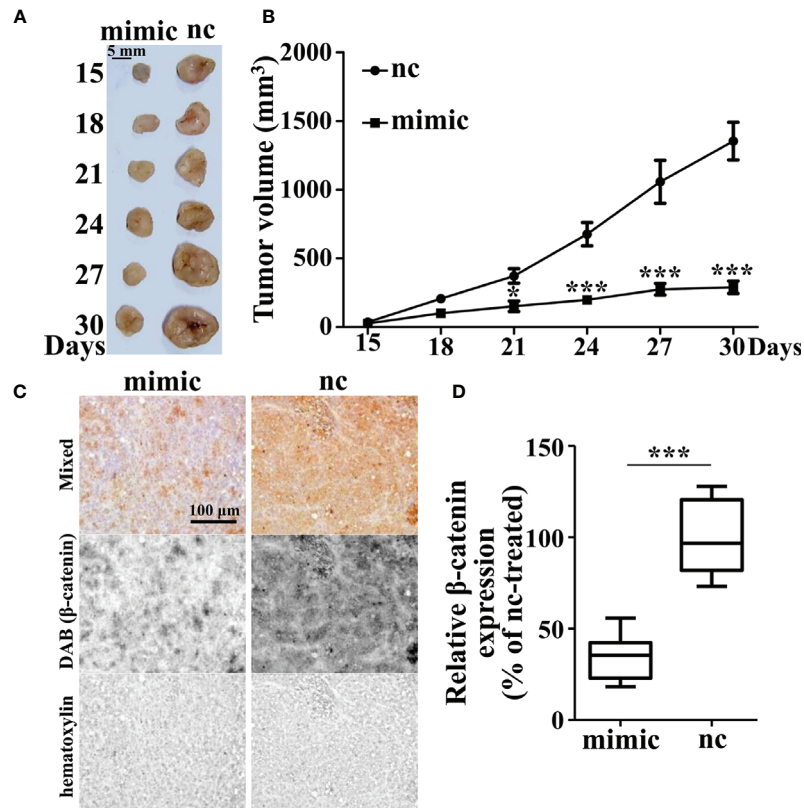 A
mimic nc
5 mm
15
18
21
24
27
30
Days
B
Tumor volume (mm³)
2000
1500
1000
500
0
nc
mimic
*
***
***
***
15 18 21 24 27 30 Days
C
mimic nc
Mixed
100 µm
DAB (β-catenin)
hematoxylin
D
Relative β-catenin
expression
(% of nc-treated)
150
100
50
0
***
mimic nc